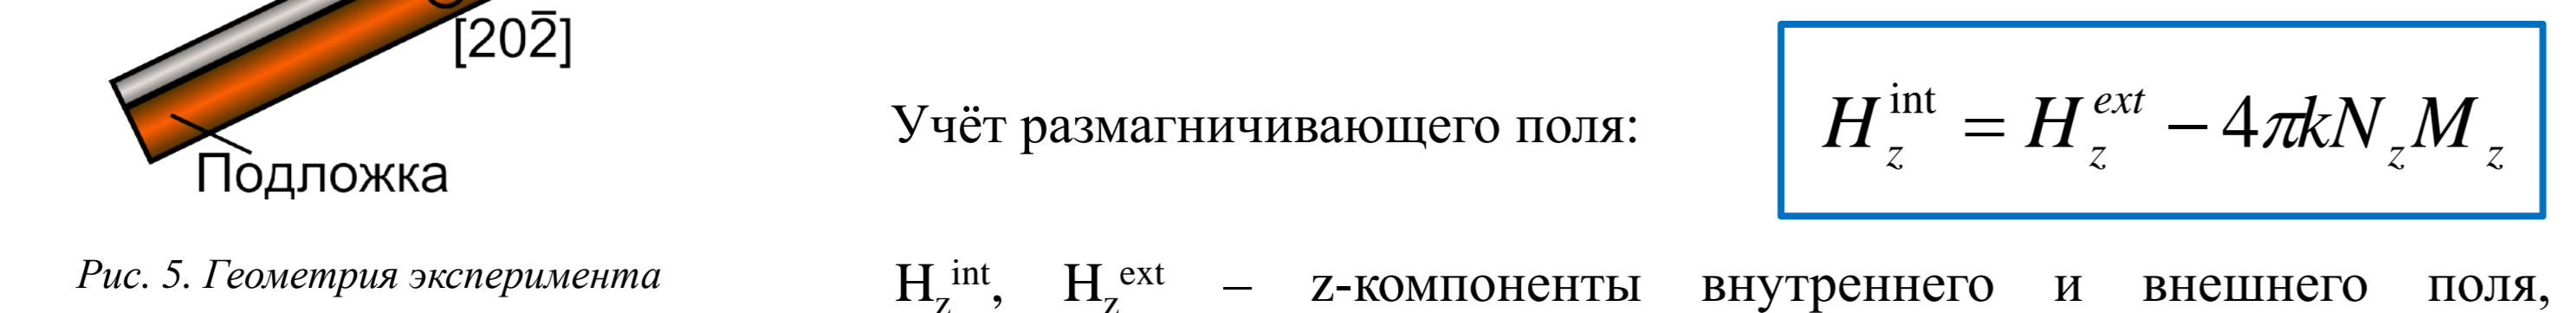 [202̅]
Подложка
Рис. 5. Геометрия эксперимента
Учёт размагничивающего поля:
H_z^int = H_z^ext − 4πkN_zM_z
H_z^int, H_z^ext – z-компоненты внутреннего и внешнего поля,